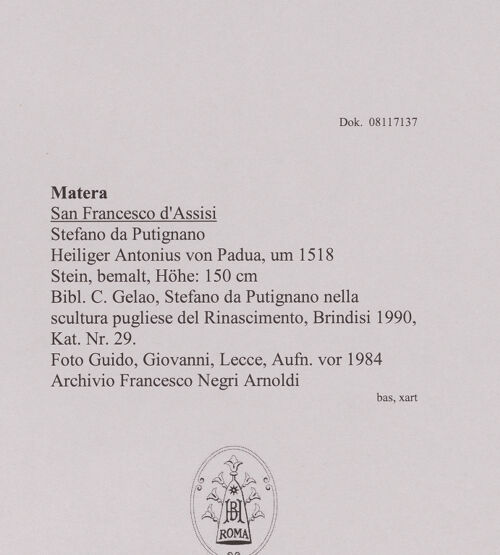 Dok. 08117137
Matera
San Francesco d'Assisi
Stefano da Putignano
Heiliger Antonius von Padua, um 1518
Stein, bemalt, Höhe: 150 cm
Bibl. C. Gelao, Stefano da Putignano nella
scultura pugliese del Rinascimento, Brindisi 1990,
Kat. Nr. 29.
Foto Guido, Giovanni, Lecce, Aufn. vor 1984
Archivio Francesco Negri Arnoldi
bas, xart
BH
ROMA